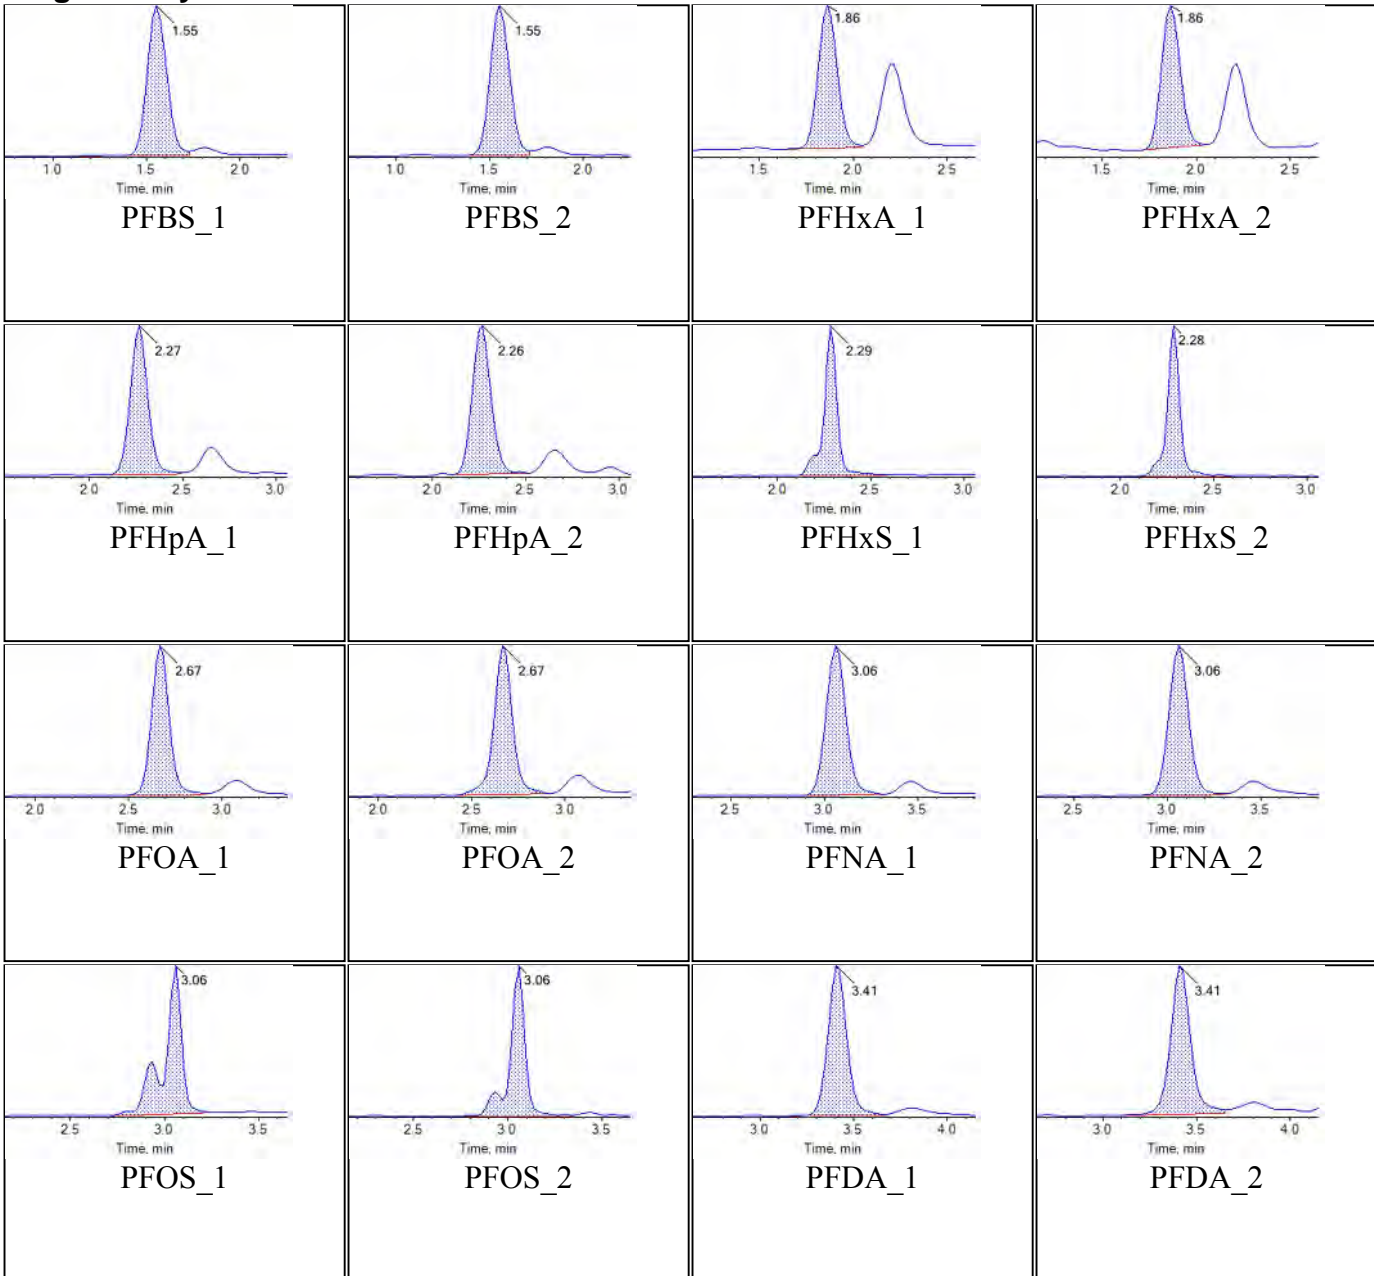 1.55 1.55 1.86 1.86
1.0 1.5 2.0 1.0 1.5 2.0 1.5 2.0 2.5 1.5 2.0 2.5
Time, min Time, min Time, min Time, min
PFBS_1 PFBS_2 PFHxA_1 PFHxA_2
2.27 2.26 2.29 2.28
2.0 2.5 3.0 2.0 2.5 3.0 2.0 2.5 3.0 2.0 2.5 3.0
Time, min Time, min Time, min Time, min
PFHpA_1 PFHpA_2 PFHxS_1 PFHxS_2
2.67 2.67 3.06 3.06
2.0 2.5 3.0 2.0 2.5 3.0 2.5 3.0 3.5 2.5 3.0 3.5
Time, min Time, min Time, min Time, min
PFOA_1 PFOA_2 PFNA_1 PFNA_2
3.06 3.06 3.41 3.41
2.5 3.0 3.5 2.5 3.0 3.5 3.0 3.5 4.0 3.0 3.5 4.0
Time, min Time, min Time, min Time, min
PFOS_1 PFOS_2 PFDA_1 PFDA_2